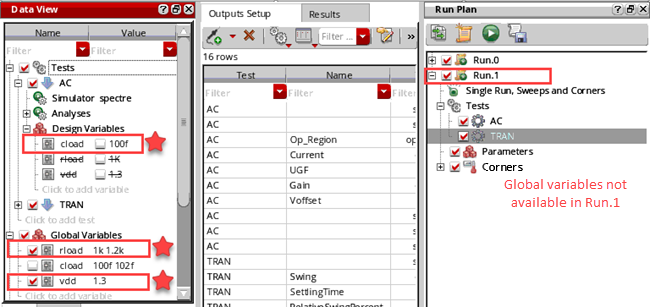 Data View
Name Value
Filter Filter
Tests
AC
Simulator spectre
Analyses
Design Variables
cload 100f
rload 1K
vdd 1.3
Click to add variable
TRAN
Click to add test
Global Variables
rload 1k 1.2k
cload 100f 102f
vdd 1.3
Click to add variable
Outputs Setup Results
Filter ...
16 rows
Test Name
Filter Filter Filter
AC
AC
AC Op_Region
AC Current
AC UGF
AC Gain
AC Voffset
AC
AC
AC
TRAN
TRAN Swing
TRAN SettlingTime
TRAN RelativeSwingPercent
Run Plan
Run.0
Run.1
Single Run, Sweeps and Corners
Tests
AC
TRAN
Parameters
Corners
Global variables not
available in Run.1